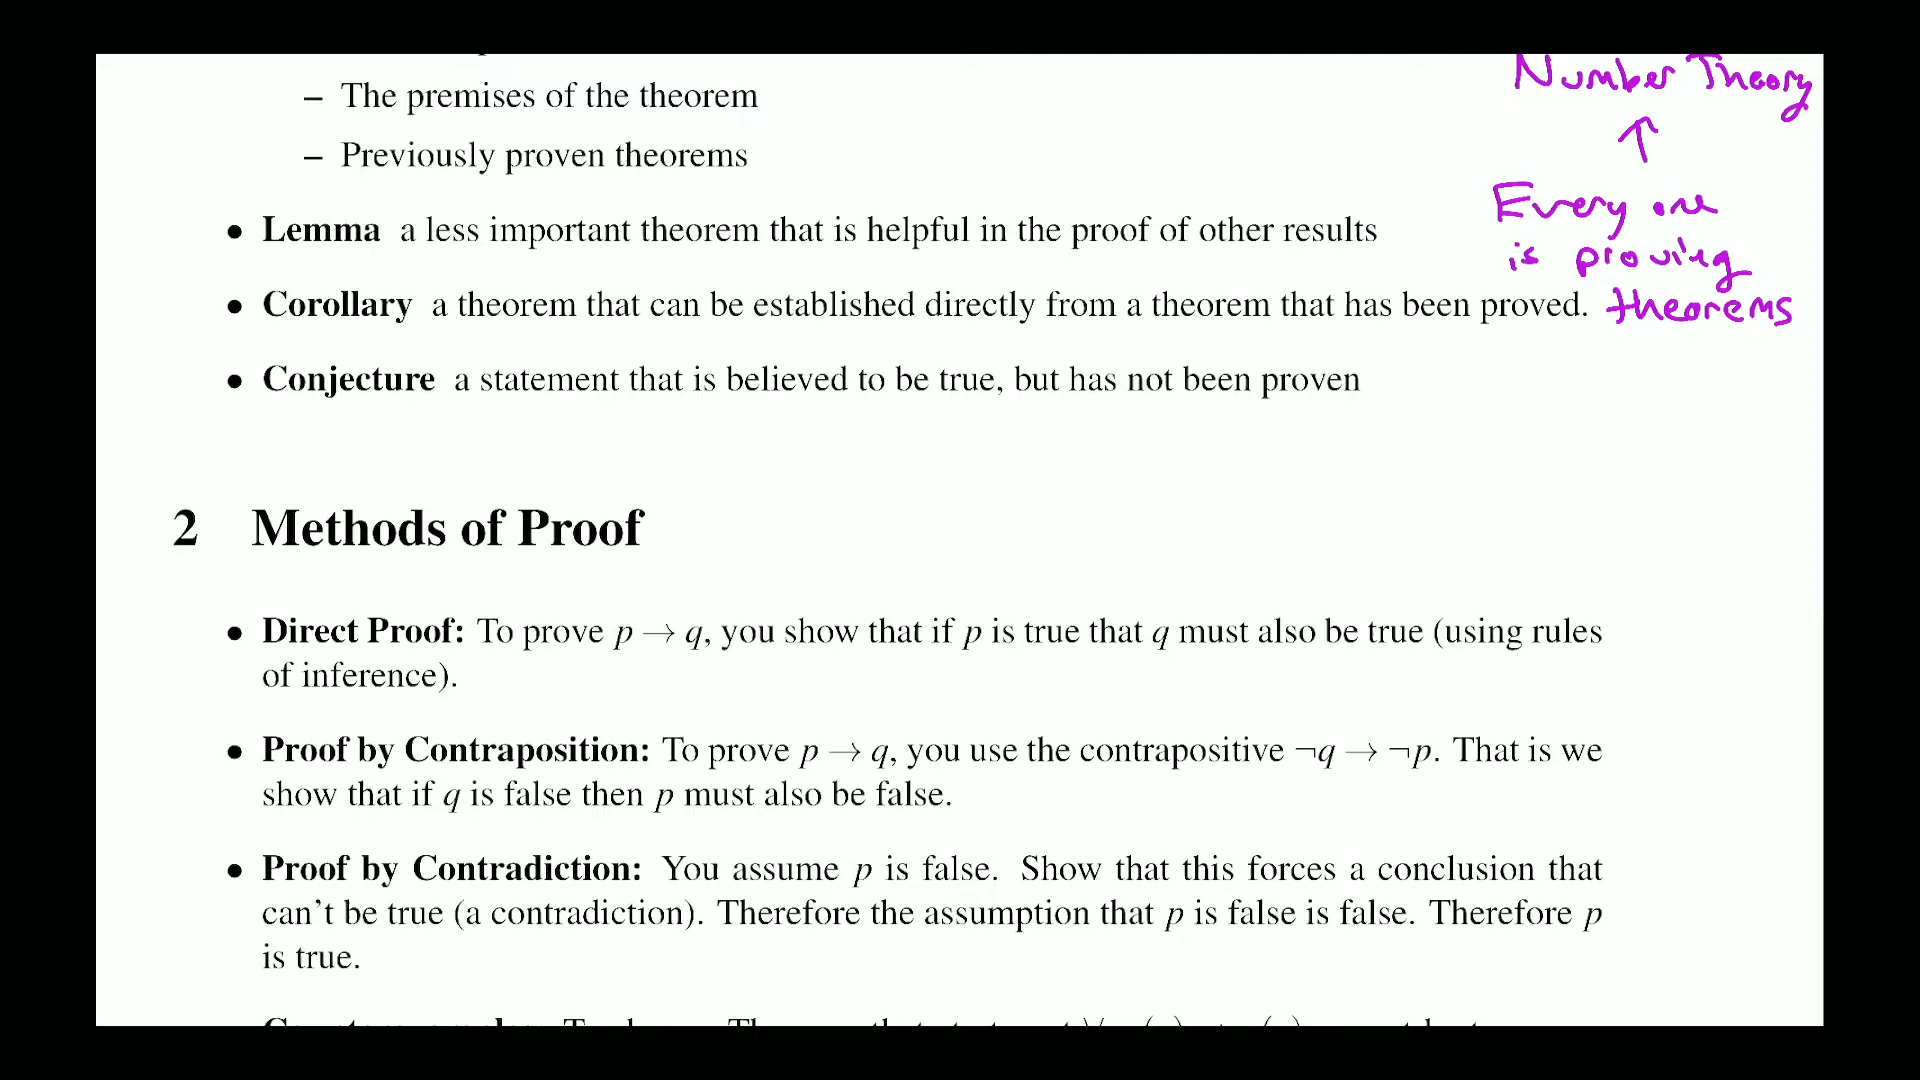 – The premises of the theorem
– Previously proven theorems
• Lemma a less important theorem that is helpful in the proof of other results
• Corollary a theorem that can be established directly from a theorem that has been proved.
• Conjecture a statement that is believed to be true, but has not been proven
Number Theory
↑
Every one
is proving
theorems
2 Methods of Proof
• Direct Proof: To prove p → q, you show that if p is true that q must also be true (using rules
of inference).
• Proof by Contraposition: To prove p → q, you use the contrapositive ¬q → ¬p. That is we
show that if q is false then p must also be false.
• Proof by Contradiction: You assume p is false. Show that this forces a conclusion that
can't be true (a contradiction). Therefore the assumption that p is false is false. Therefore p
is true.